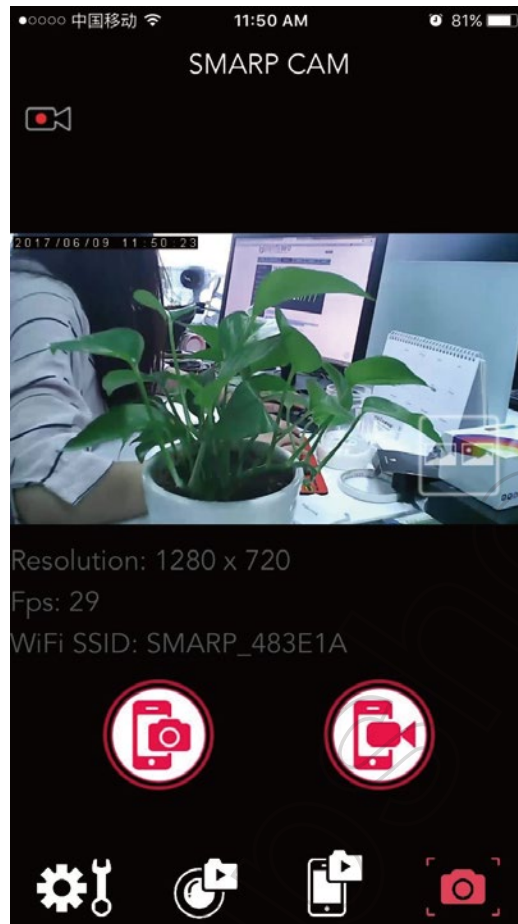 中国移动 11:50 AM 81%
SMARP CAM
2017/06/09 11:50:23
Resolution: 1280 x 720
Fps: 29
WiFi SSID: SMARP_483E1A